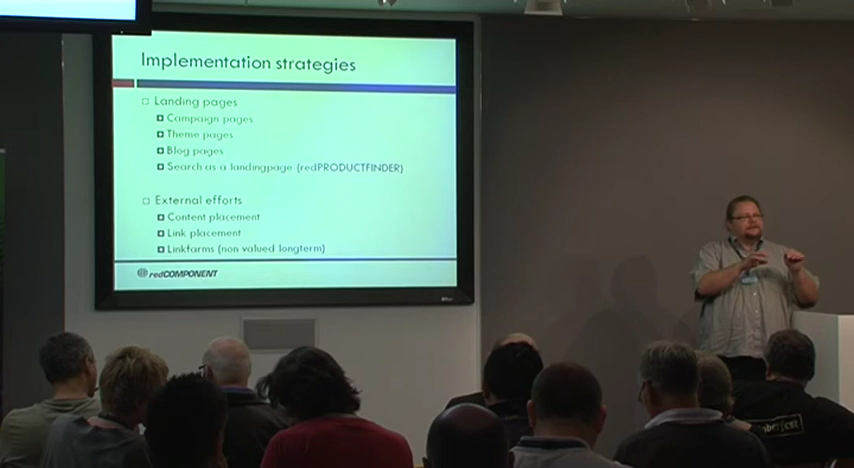 Implementation strategies
Landing pages
Campaign pages
Theme pages
Blog pages
Search as a landingpage (redPRODUCTFINDER)
External efforts
Content placement
Link placement
Linkfarms (non valued longterm)
redCOMPONENT